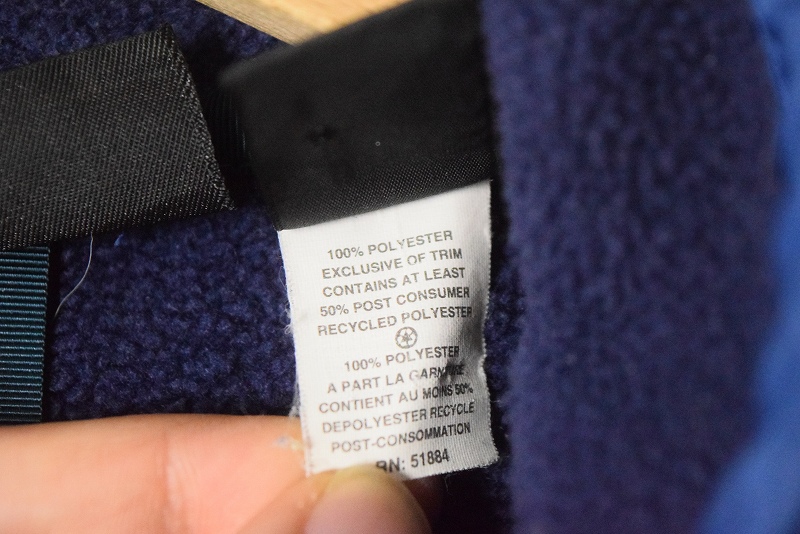 100% POLYESTER
EXCLUSIVE OF TRIM
CONTAINS AT LEAST
50% POST CONSUMER
RECYCLED POLYESTER
100% POLYESTER
A PART LA GARNITURE
CONTIENT AU MOINS 50%
DEPOLYESTER RECYCLE
POST-CONSOMMATION
RN: 51884